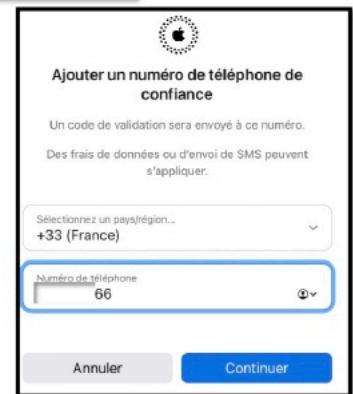 Ajouter un numéro de téléphone de
confiance
Un code de validation sera envoyé à ce numéro.
Des frais de données ou d'envoi de SMS peuvent
s'appliquer.
Sélectionnez un pays/région...
+33 (France)
Numéro de téléphone
66
Annuler
Continuer